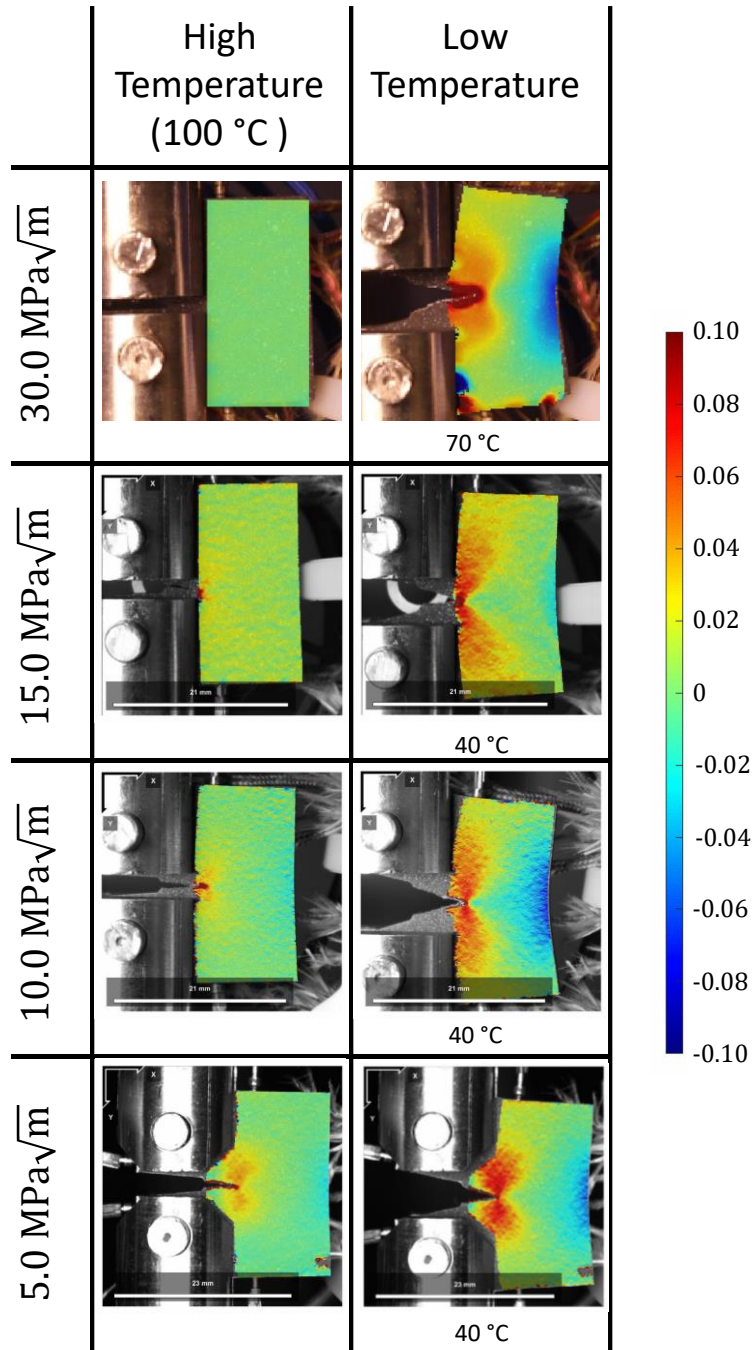 High
Temperature
(100 °C )
Low
Temperature
30.0 MPa√m
70 °C
15.0 MPa√m
X
Y
21 mm
40 °C
10.0 MPa√m
X
Y
21 mm
X
Y
21 mm
40 °C
5.0 MPa√m
X
Y
23 mm
X
Y
23 mm
40 °C
X
Y
21 mm
0.10
0.08
0.06
0.04
0.02
0
-0.02
-0.04
-0.06
-0.08
-0.10